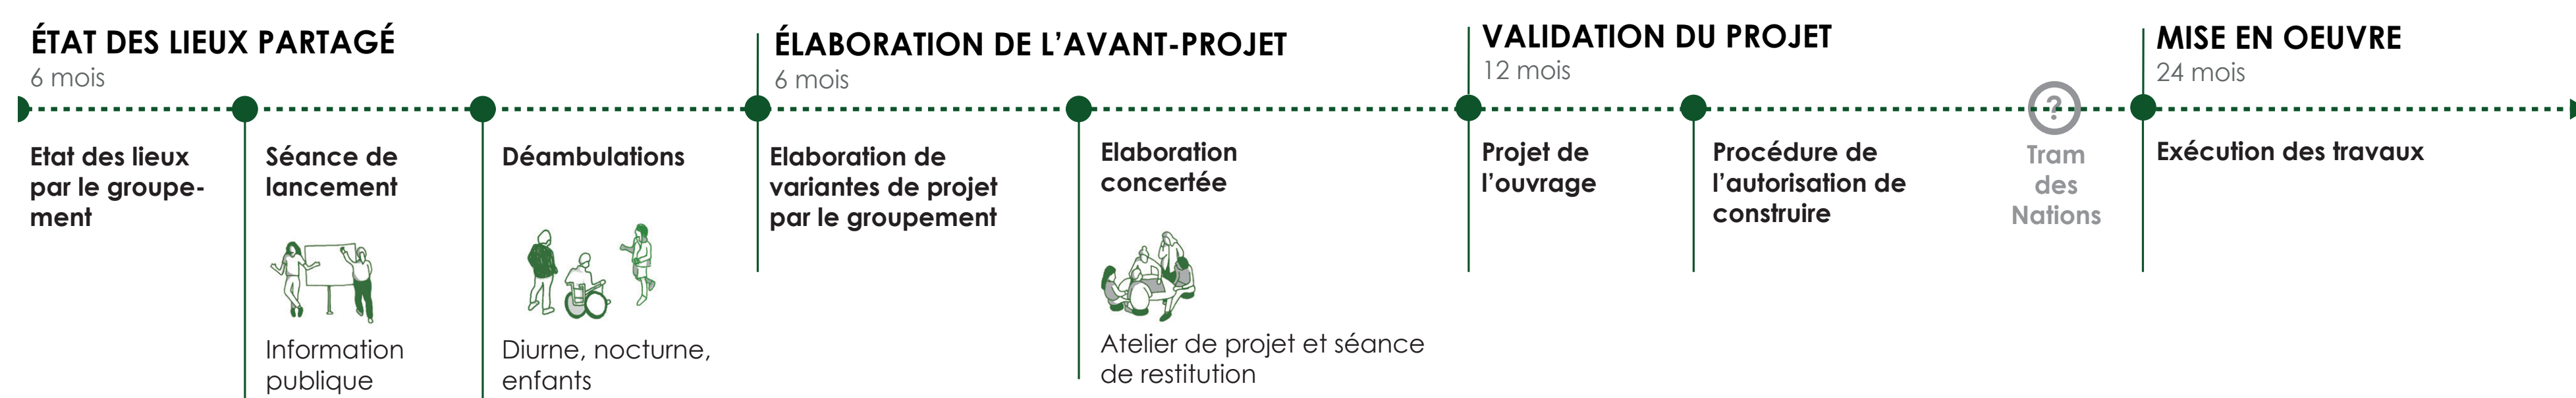 ÉTAT DES LIEUX PARTAGÉ
6 mois
Etat des lieux
par le groupe-
ment
Séance de
lancement
Information
publique
Déambulations
Diurne, nocturne,
enfants
ÉLABORATION DE L’AVANT-PROJET
6 mois
Elaboration de
variantes de projet
par le groupement
Elaboration
concertée
Atelier de projet et séance
de restitution
VALIDATION DU PROJET
12 mois
Projet de
l’ouvrage
Procédure de
l’autorisation de
construire
?
Tram
des
Nations
MISE EN OEUVRE
24 mois
Exécution des travaux